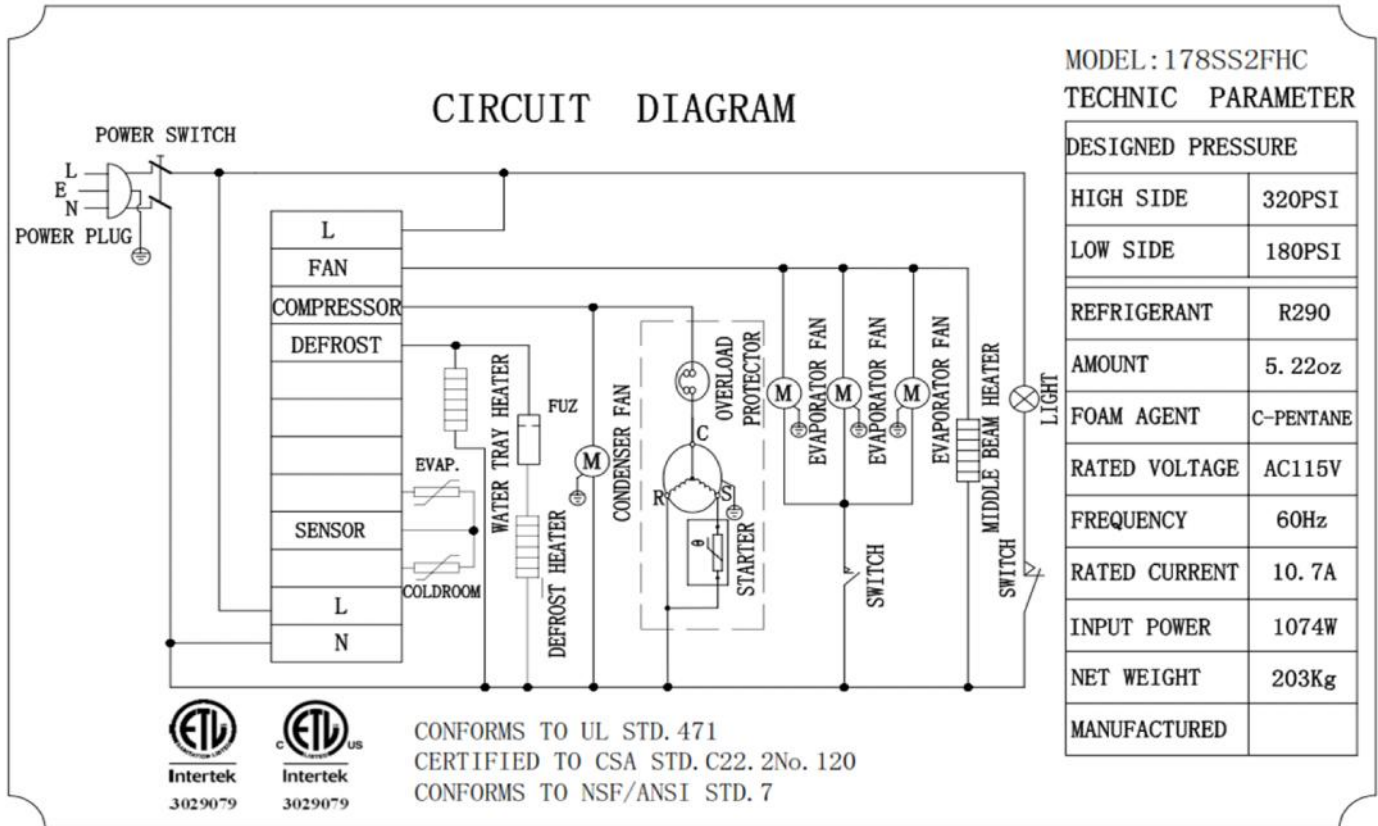 MODEL:178SS2FHC
CIRCUIT DIAGRAM
TECHNIC PARAMETER
POWER SWITCH
L
E
N
POWER PLUG
L
FAN
COMPRESSOR
DEFROST
SENSOR
L
N
EVAP.
COLDROOM
WATER TRAY HEATER
FUZ
DEFROST HEATER
M
CONDENSER FAN
OVERLOAD
PROTECTOR
C
R
S
θ
STARTER
M
EVAPORATOR FAN
M
EVAPORATOR FAN
M
EVAPORATOR FAN
SWITCH
MIDDLE BEAM HEATER
LIGHT
SWITCH
DESIGNED PRESSURE
HIGH SIDE 320PSI
LOW SIDE 180PSI
REFRIGERANT R290
AMOUNT 5.22oz
FOAM AGENT C-PENTANE
RATED VOLTAGE AC115V
FREQUENCY 60Hz
RATED CURRENT 10.7A
INPUT POWER 1074W
NET WEIGHT 203Kg
MANUFACTURED
ETL
Intertek
3029079
C ETL US
Intertek
3029079
CONFORMS TO UL STD.471
CERTIFIED TO CSA STD.C22.2No.120
CONFORMS TO NSF/ANSI STD.7